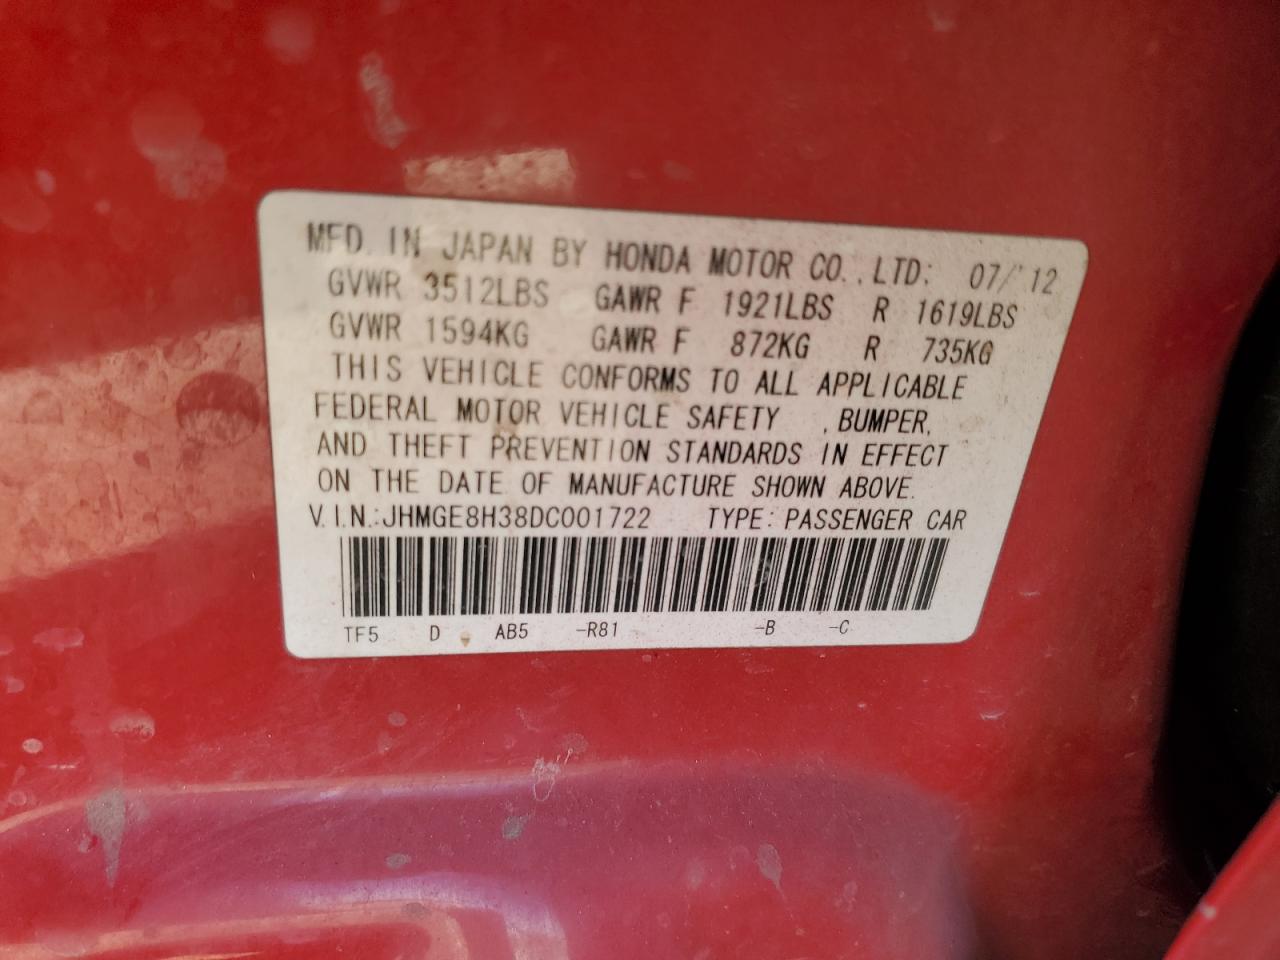 MFD. IN JAPAN BY HONDA MOTOR CO., LTD: 07/'12
GVWR 3512LBS GAWR F 1921LBS R 1619LBS
GVWR 1594KG GAWR F 872KG R 735KG
THIS VEHICLE CONFORMS TO ALL APPLICABLE
FEDERAL MOTOR VEHICLE SAFETY , BUMPER,
AND THEFT PREVENTION STANDARDS IN EFFECT
ON THE DATE OF MANUFACTURE SHOWN ABOVE.
V.I.N.:JHMGE8H38DC001722 TYPE: PASSENGER CAR
TF5 D AB5 -R81 -B -C